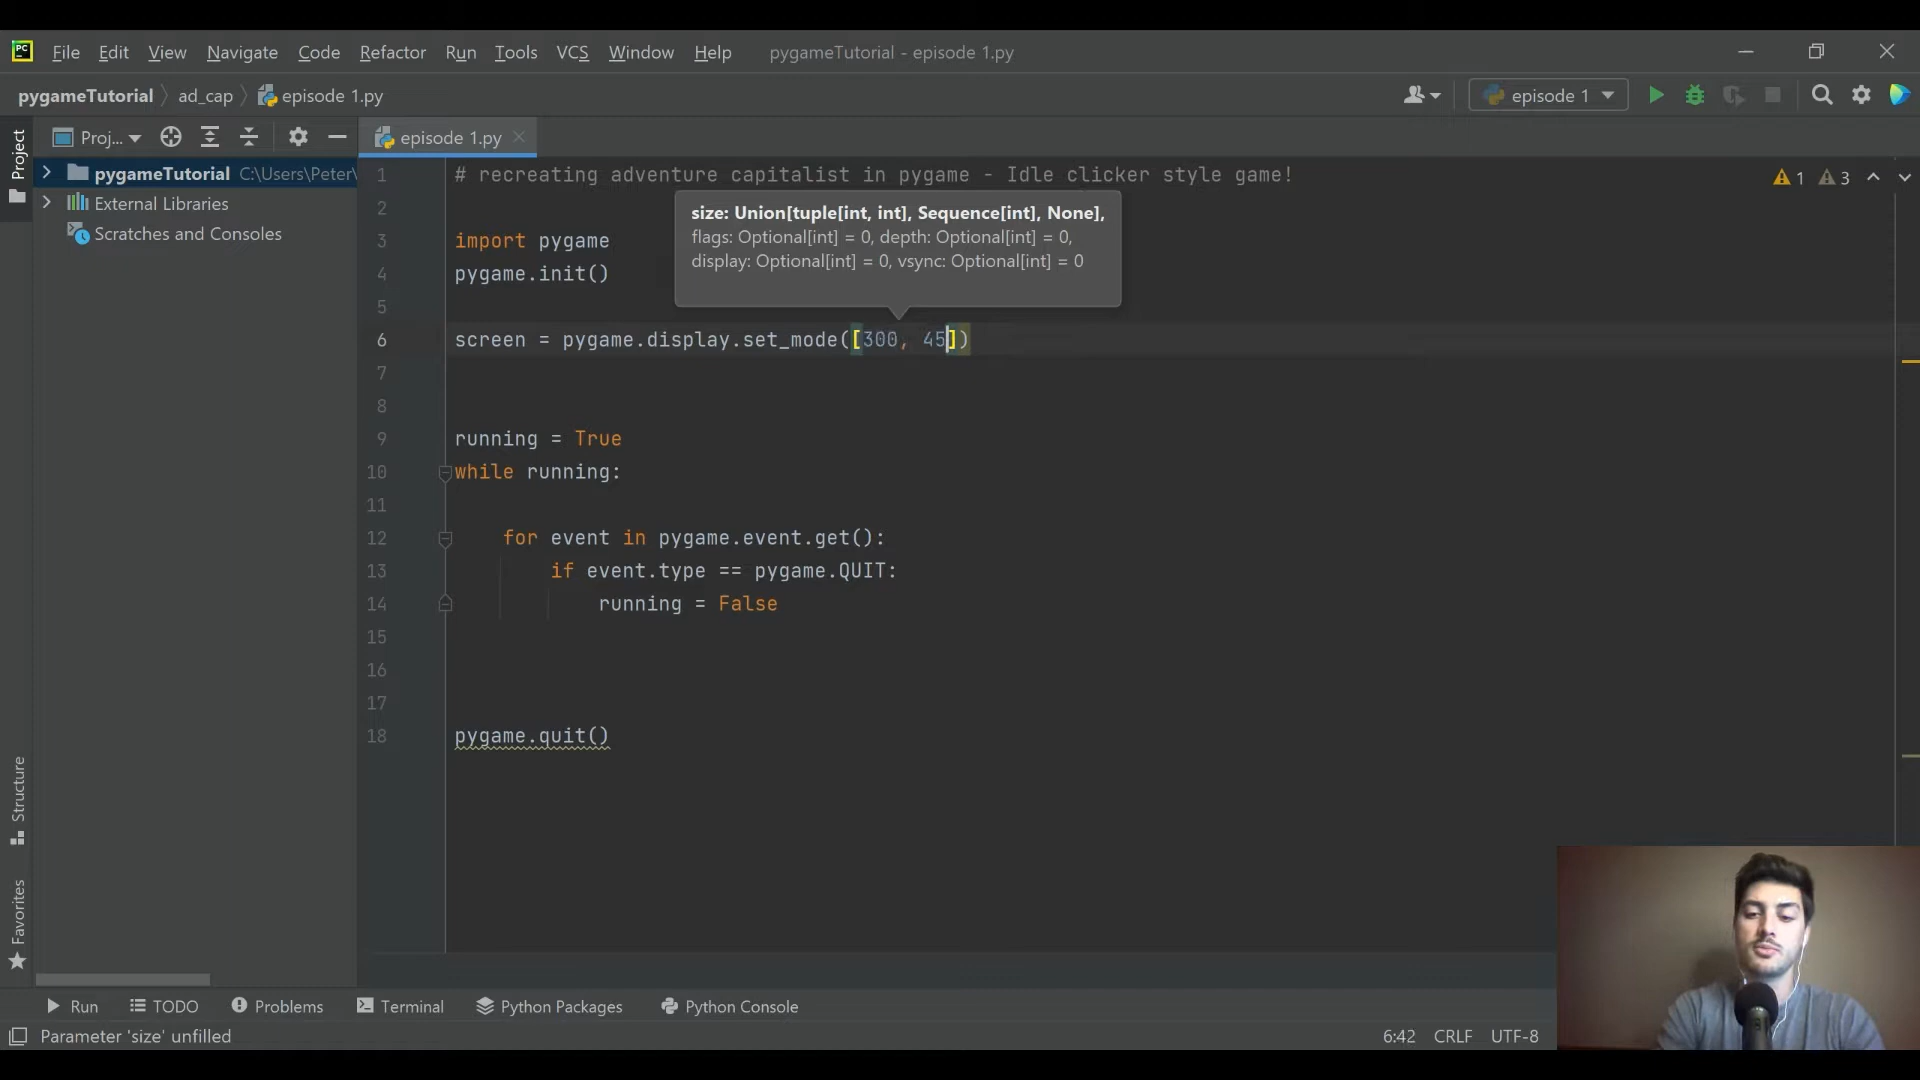 PC File Edit View Navigate Code Refactor Run Tools VCS Window Help pygameTutorial - episode 1.py
pygameTutorial ad_cap episode 1.py episode 1
Project Proj... episode 1.py
pygameTutorial C:\Users\Peter\
External Libraries
Scratches and Consoles
1 # recreating adventure capitalist in pygame - Idle clicker style game! 1 3
2
size: Union[tuple[int, int], Sequence[int], None],
flags: Optional[int] = 0, depth: Optional[int] = 0,
display: Optional[int] = 0, vsync: Optional[int] = 0
3 import pygame
4 pygame.init()
5
6 screen = pygame.display.set_mode([300, 45])
7
8
9 running = True
10 while running:
11
12 for event in pygame.event.get():
13 if event.type == pygame.QUIT:
14 running = False
15
16
17
18 pygame.quit()
Structure
Favorites
Run TODO Problems Terminal Python Packages Python Console
Parameter 'size' unfilled 6:42 CRLF UTF-8